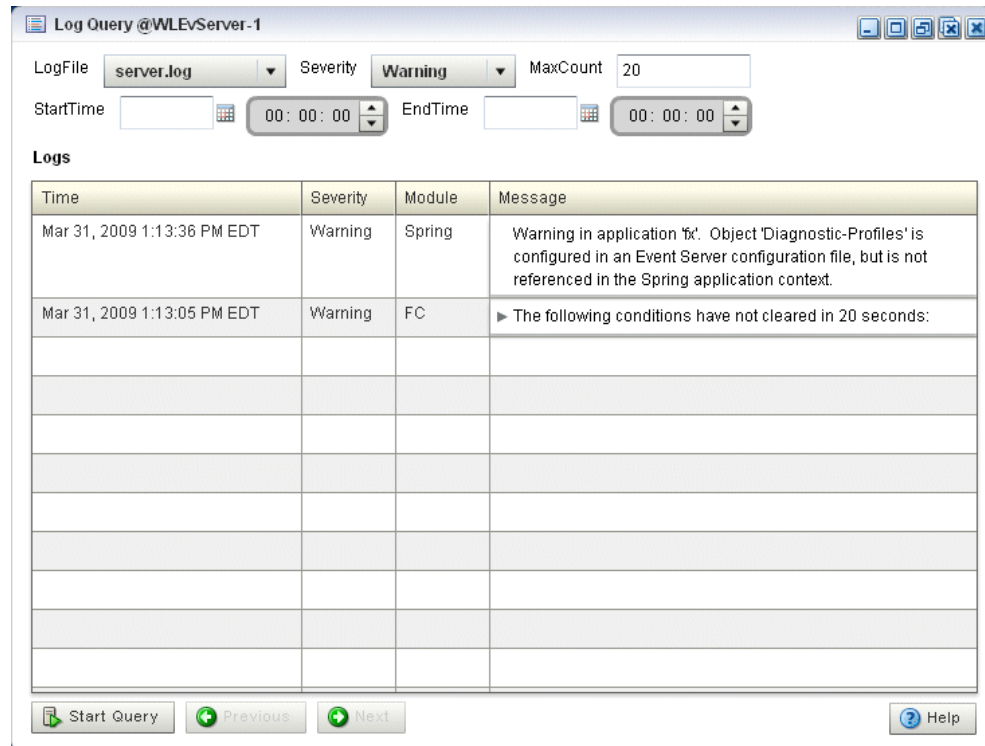 Log Query @WLEvServer-1
LogFile server.log Severity Warning MaxCount 20
StartTime 00: 00: 00 EndTime 00: 00: 00
Logs
Time Severity Module Message
Mar 31, 2009 1:13:36 PM EDT Warning Spring Warning in application 'fx'. Object 'Diagnostic-Profiles' is
configured in an Event Server configuration file, but is not
referenced in the Spring application context.
Mar 31, 2009 1:13:05 PM EDT Warning FC The following conditions have not cleared in 20 seconds:
Start Query Previous Next Help